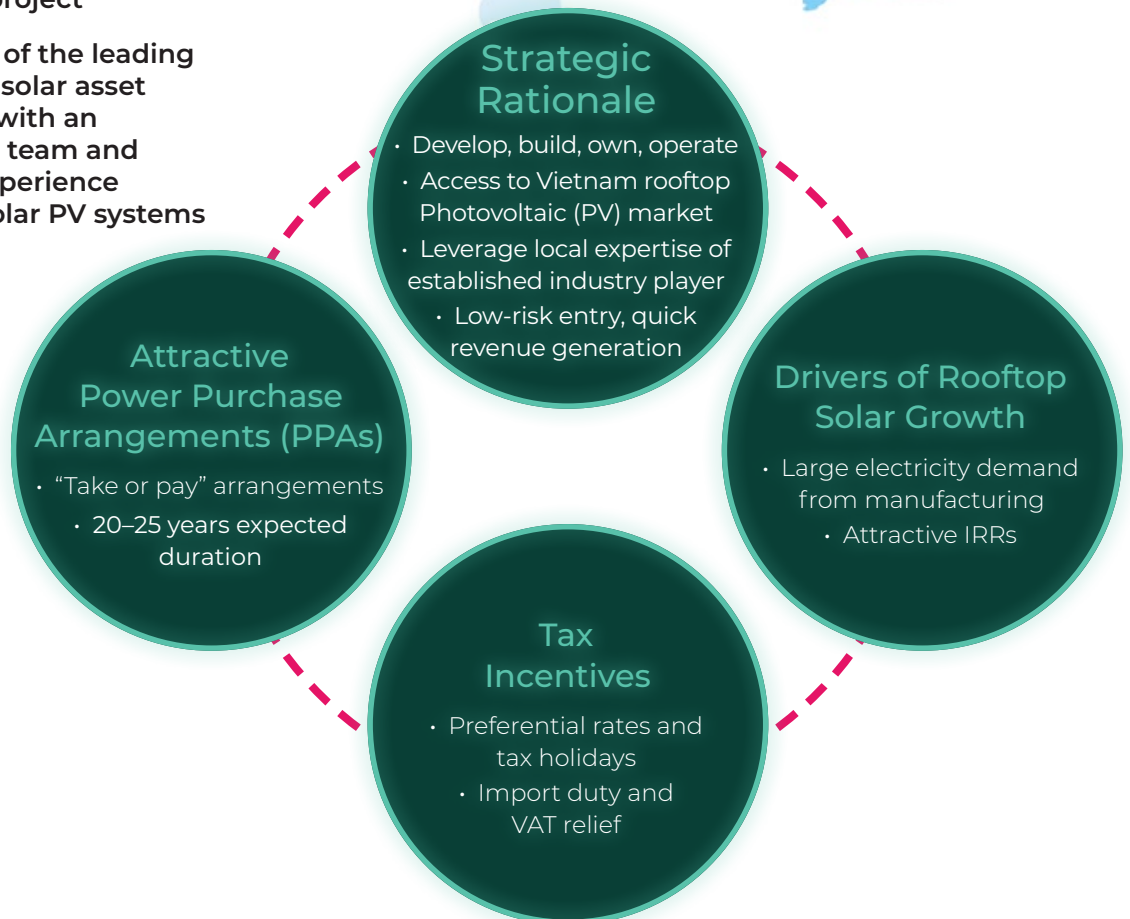 project
of the leading
solar asset
with an
team and
xperience
olar PV systems
Strategic
Rationale
• Develop, build, own, operate
• Access to Vietnam rooftop
Photovoltaic (PV) market
• Leverage local expertise of
established industry player
• Low-risk entry, quick
revenue generation
Attractive
Power Purchase
Arrangements (PPAs)
• “Take or pay” arrangements
• 20–25 years expected
duration
Drivers of Rooftop
Solar Growth
• Large electricity demand
from manufacturing
• Attractive IRRs
Tax
Incentives
• Preferential rates and
tax holidays
• Import duty and
VAT relief